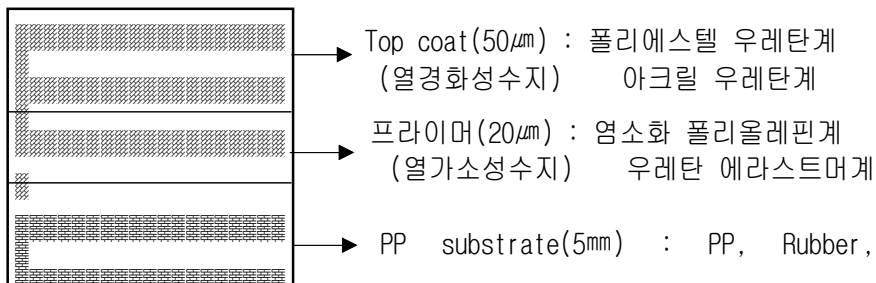 Top coat(50㎛) : 폴리에스텔 우레탄계
(열경화성수지) 아크릴 우레탄계
프라이머(20㎛) : 염소화 폴리올레핀계
(열가소성수지) 우레탄 에라스트머계
PP substrate(5㎜) : PP, Rubber,